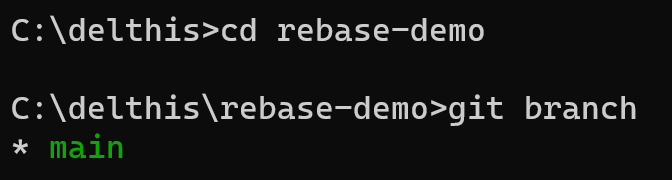 C:\delthis>cd rebase-demo
C:\delthis\rebase-demo>git branch
* main